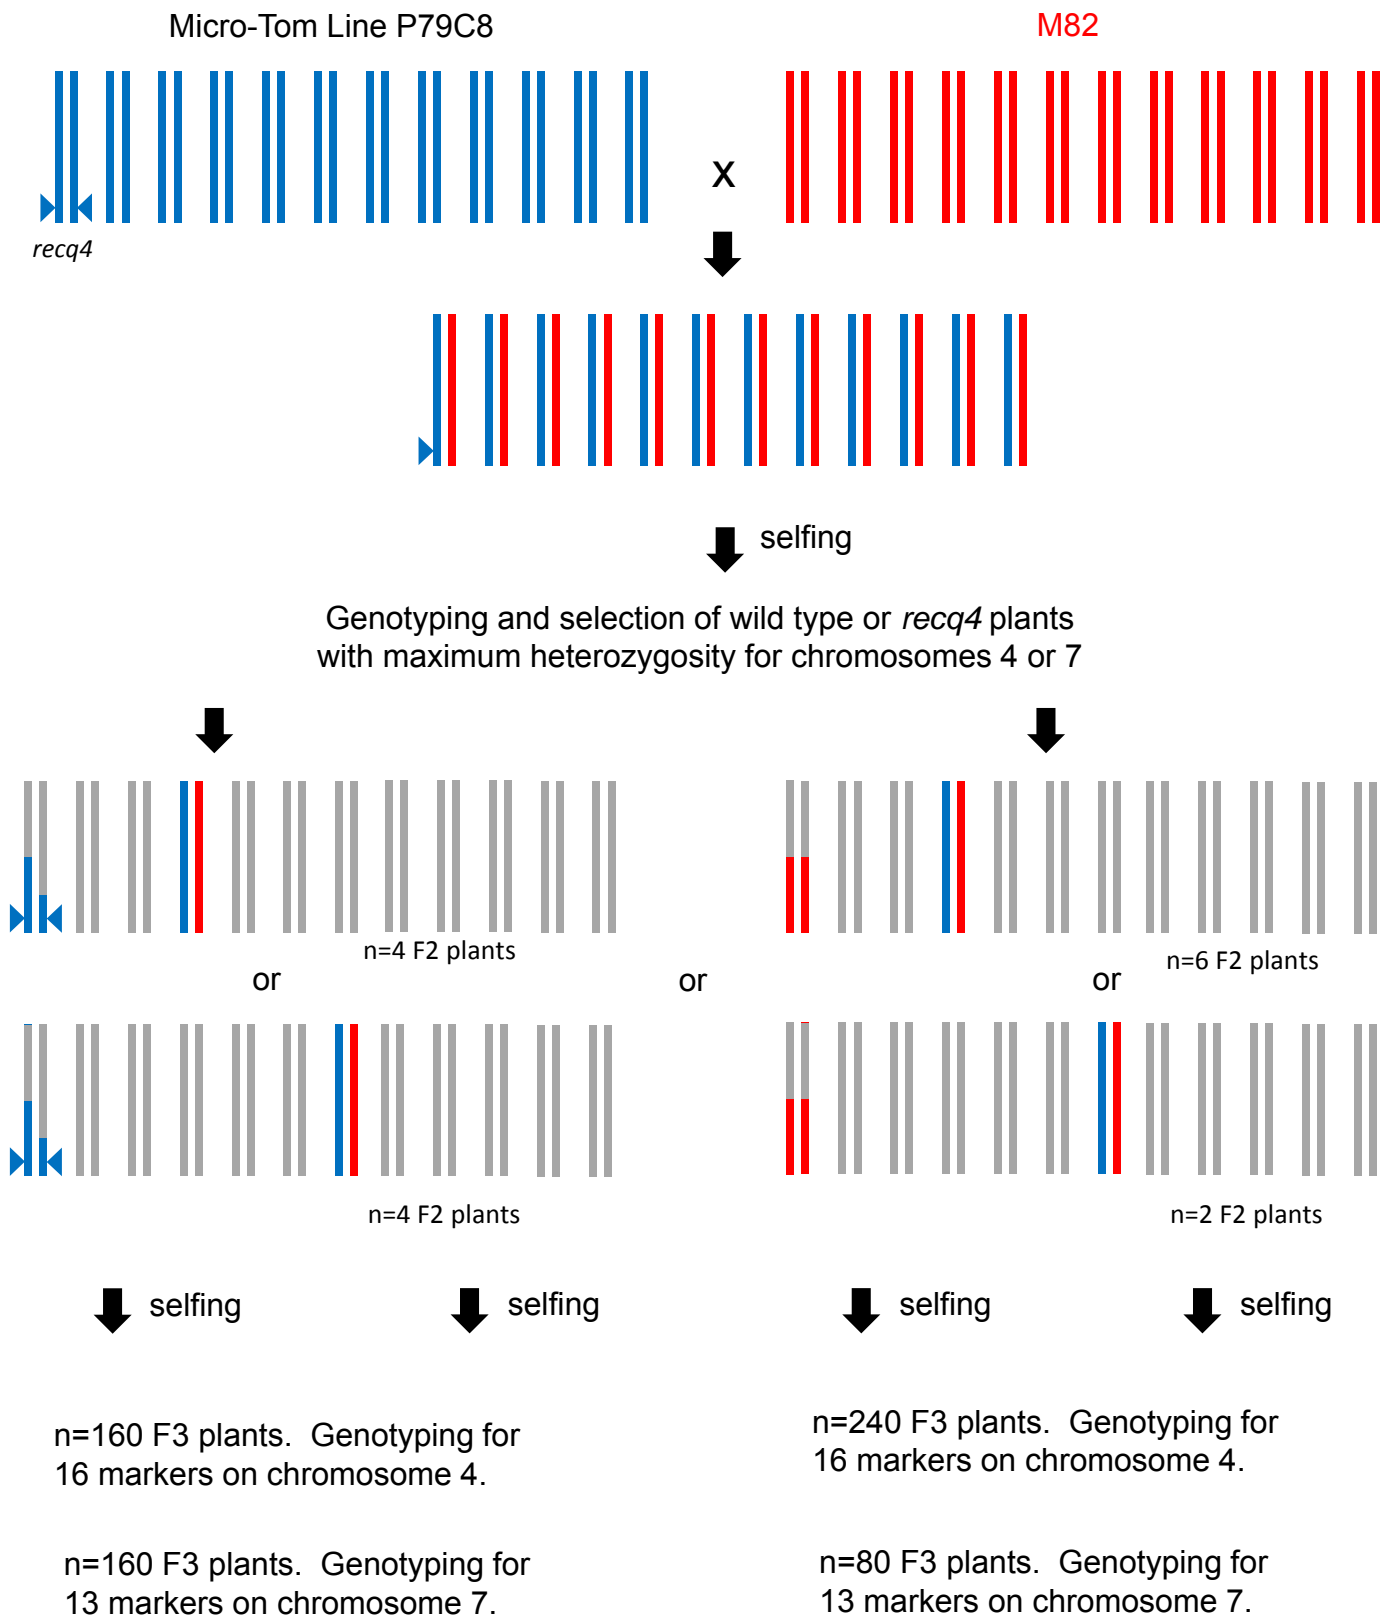 Micro-Tom Line P79C8
M82
x
recq4
selfing
Genotyping and selection of wild type or recq4 plants
with maximum heterozygosity for chromosomes 4 or 7
n=4 F2 plants
n=6 F2 plants
or
or
or
n=4 F2 plants
n=2 F2 plants
selfing
selfing
selfing
selfing
n=160 F3 plants. Genotyping for
16 markers on chromosome 4.
n=240 F3 plants. Genotyping for
16 markers on chromosome 4.
n=160 F3 plants. Genotyping for
13 markers on chromosome 7.
n=80 F3 plants. Genotyping for
13 markers on chromosome 7.